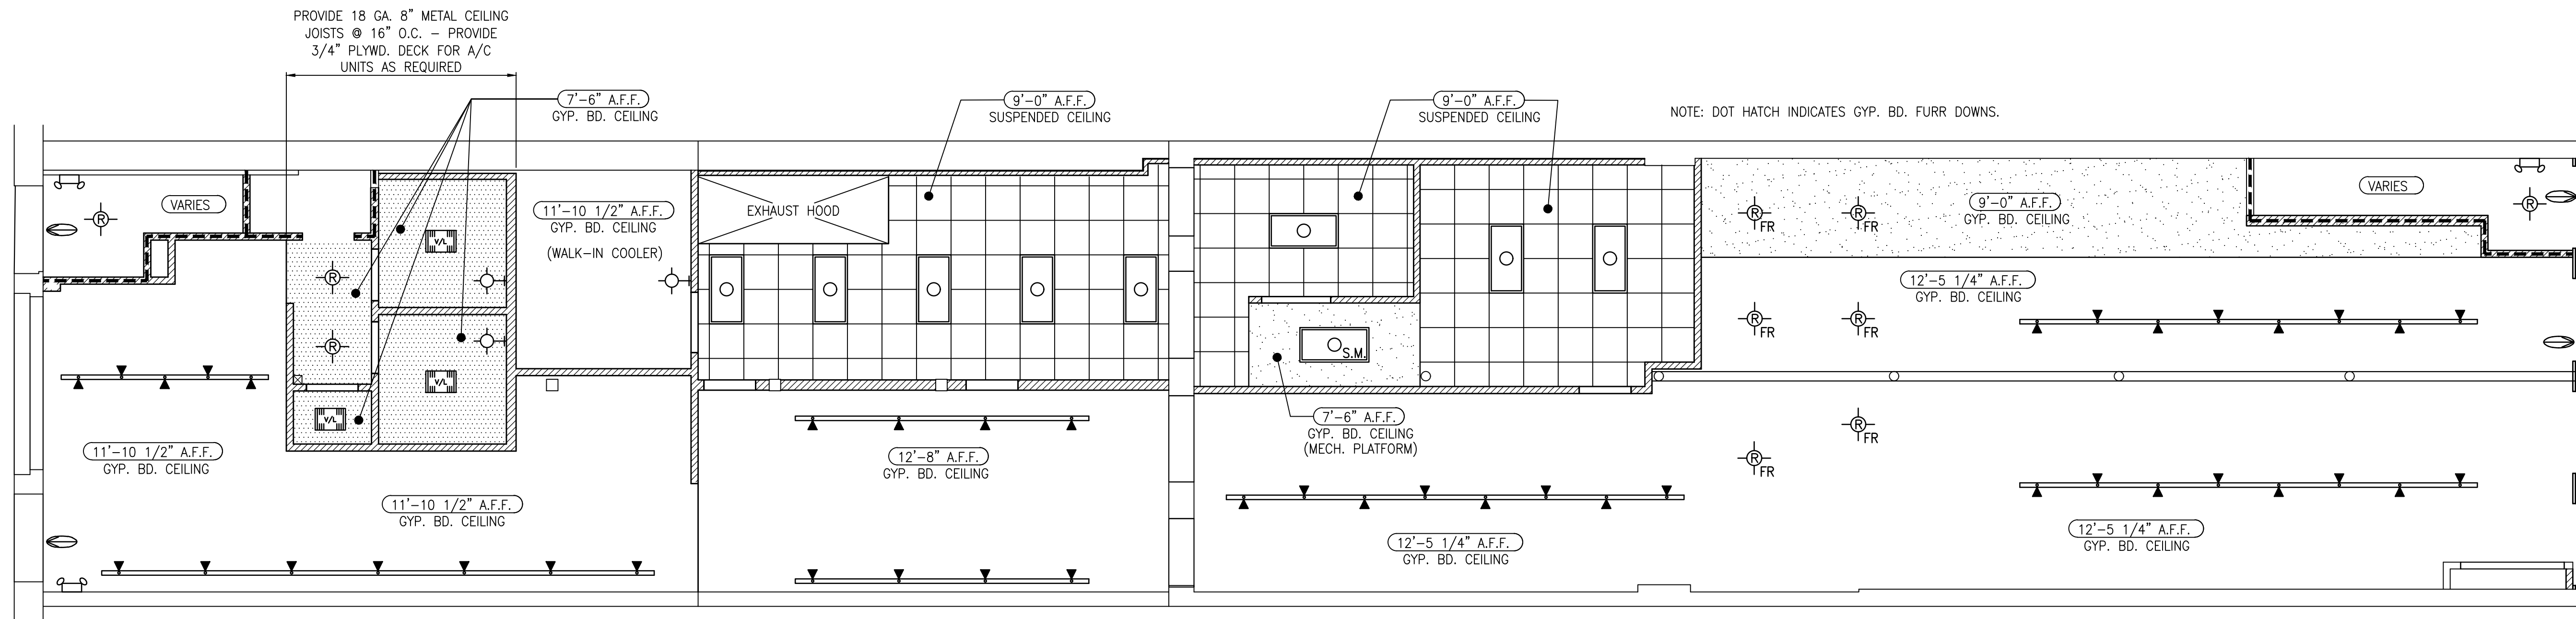 PROVIDE 18 GA. 8" METAL CEILING
JOISTS @ 16" O.C. – PROVIDE
3/4" PLYWD. DECK FOR A/C
UNITS AS REQUIRED
7'-6" A.F.F.
GYP. BD. CEILING
9'-0" A.F.F.
SUSPENDED CEILING
9'-0" A.F.F.
SUSPENDED CEILING
NOTE: DOT HATCH INDICATES GYP. BD. FURR DOWNS.
VARIES
R
V/L
11'-10 1/2" A.F.F.
GYP. BD. CEILING
(WALK-IN COOLER)
EXHAUST HOOD
R
FR
R
FR
9'-0" A.F.F.
GYP. BD. CEILING
VARIES
R
R
R
V/L
V/L
S.M.
R
FR
R
FR
12'-5 1/4" A.F.F.
GYP. BD. CEILING
7'-6" A.F.F.
GYP. BD. CEILING
(MECH. PLATFORM)
R
FR
R
FR
11'-10 1/2" A.F.F.
GYP. BD. CEILING
12'-8" A.F.F.
GYP. BD. CEILING
11'-10 1/2" A.F.F.
GYP. BD. CEILING
12'-5 1/4" A.F.F.
GYP. BD. CEILING
12'-5 1/4" A.F.F.
GYP. BD. CEILING